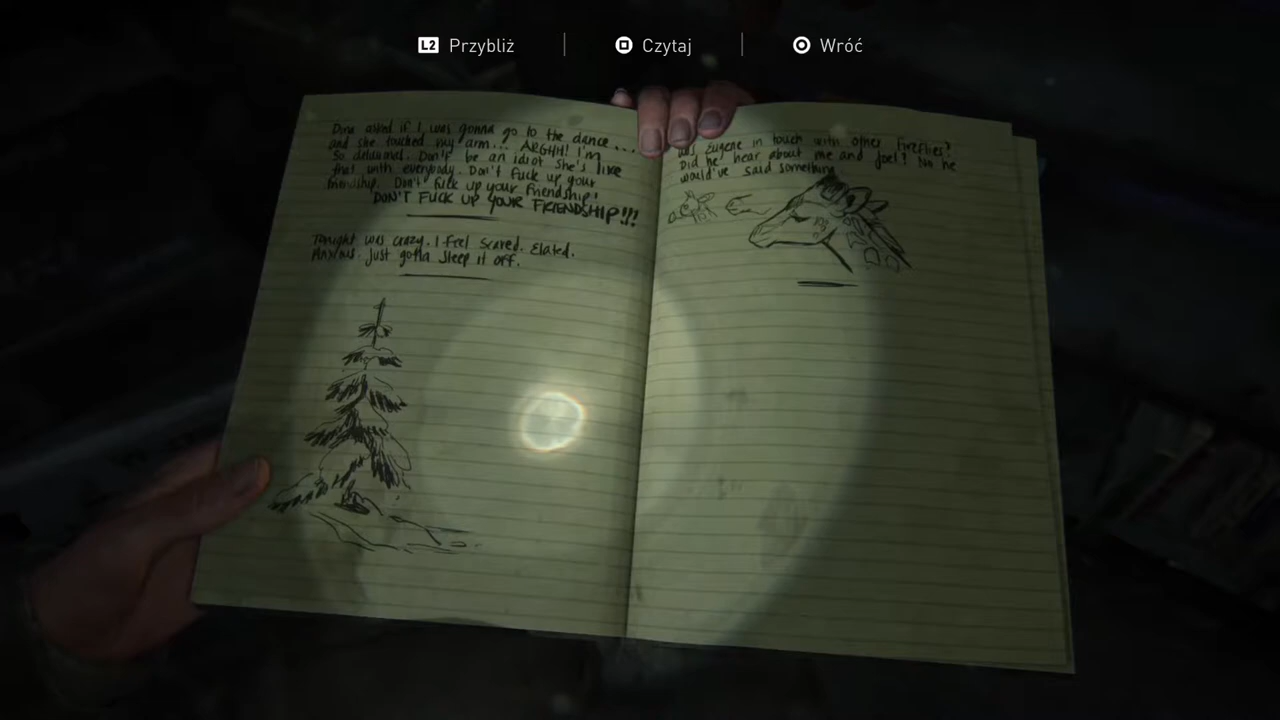 L2 Przybliż
Czytaj
Wróć
Dina asked if I was gonna go to the dance...
and she touched my arm... ARGHH! I'm
so delusional. Don't be an idiot she's like
that with everybody. Don't fuck up your
friendship. Don't fuck up your friendship!
DON'T FUCK UP YOUR FRIENDSHIP!!!
Tonight was crazy. I feel scared. Elated.
Anxious. Just gotta sleep it off.
Was Eugene in touch with other Fireflies?
Did he hear about me and Joel? No he
would've said something